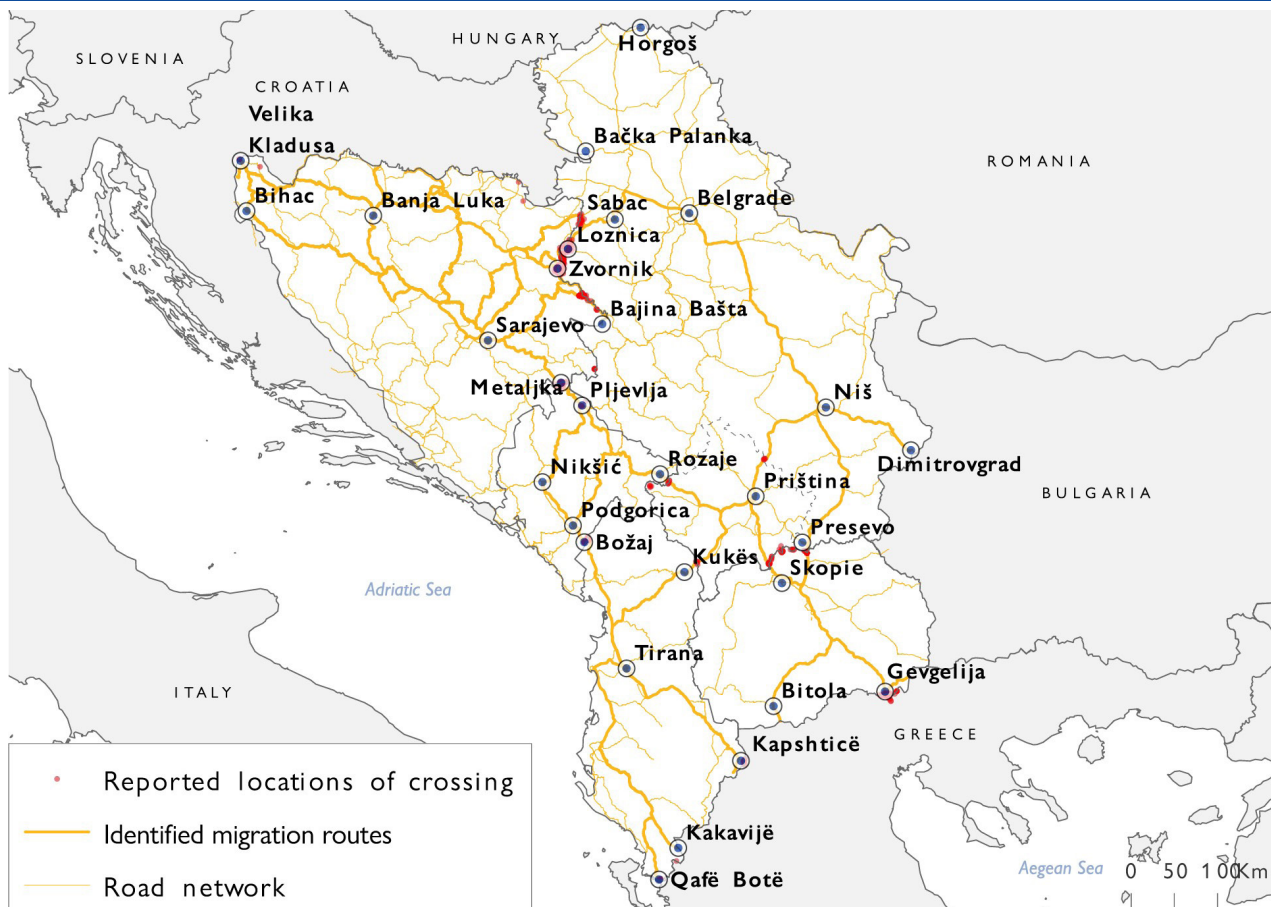 HUNGARY
Horgoš
SLOVENIA
CROATIA
Velika
Kladusa
Bačka Palanka
ROMANIA
Bihac
Banja Luka
Sabac
Belgrade
Loznica
Zvornik
Bajina Bašta
Sarajevo
Metaljka
Pljevlja
Niš
Nikšić
Rozaje
Dimitrovgrad
Priština
BULGARIA
Podgorica
Presevo
Božaj
Kukës
Skopie
Adriatic Sea
Tirana
Gevgelija
ITALY
Bitola
GREECE
Kapshticë
Reported locations of crossing
Identified migration routes
Kakavijë
Road network
Qafë Botë
Aegean Sea
0 50 100Km